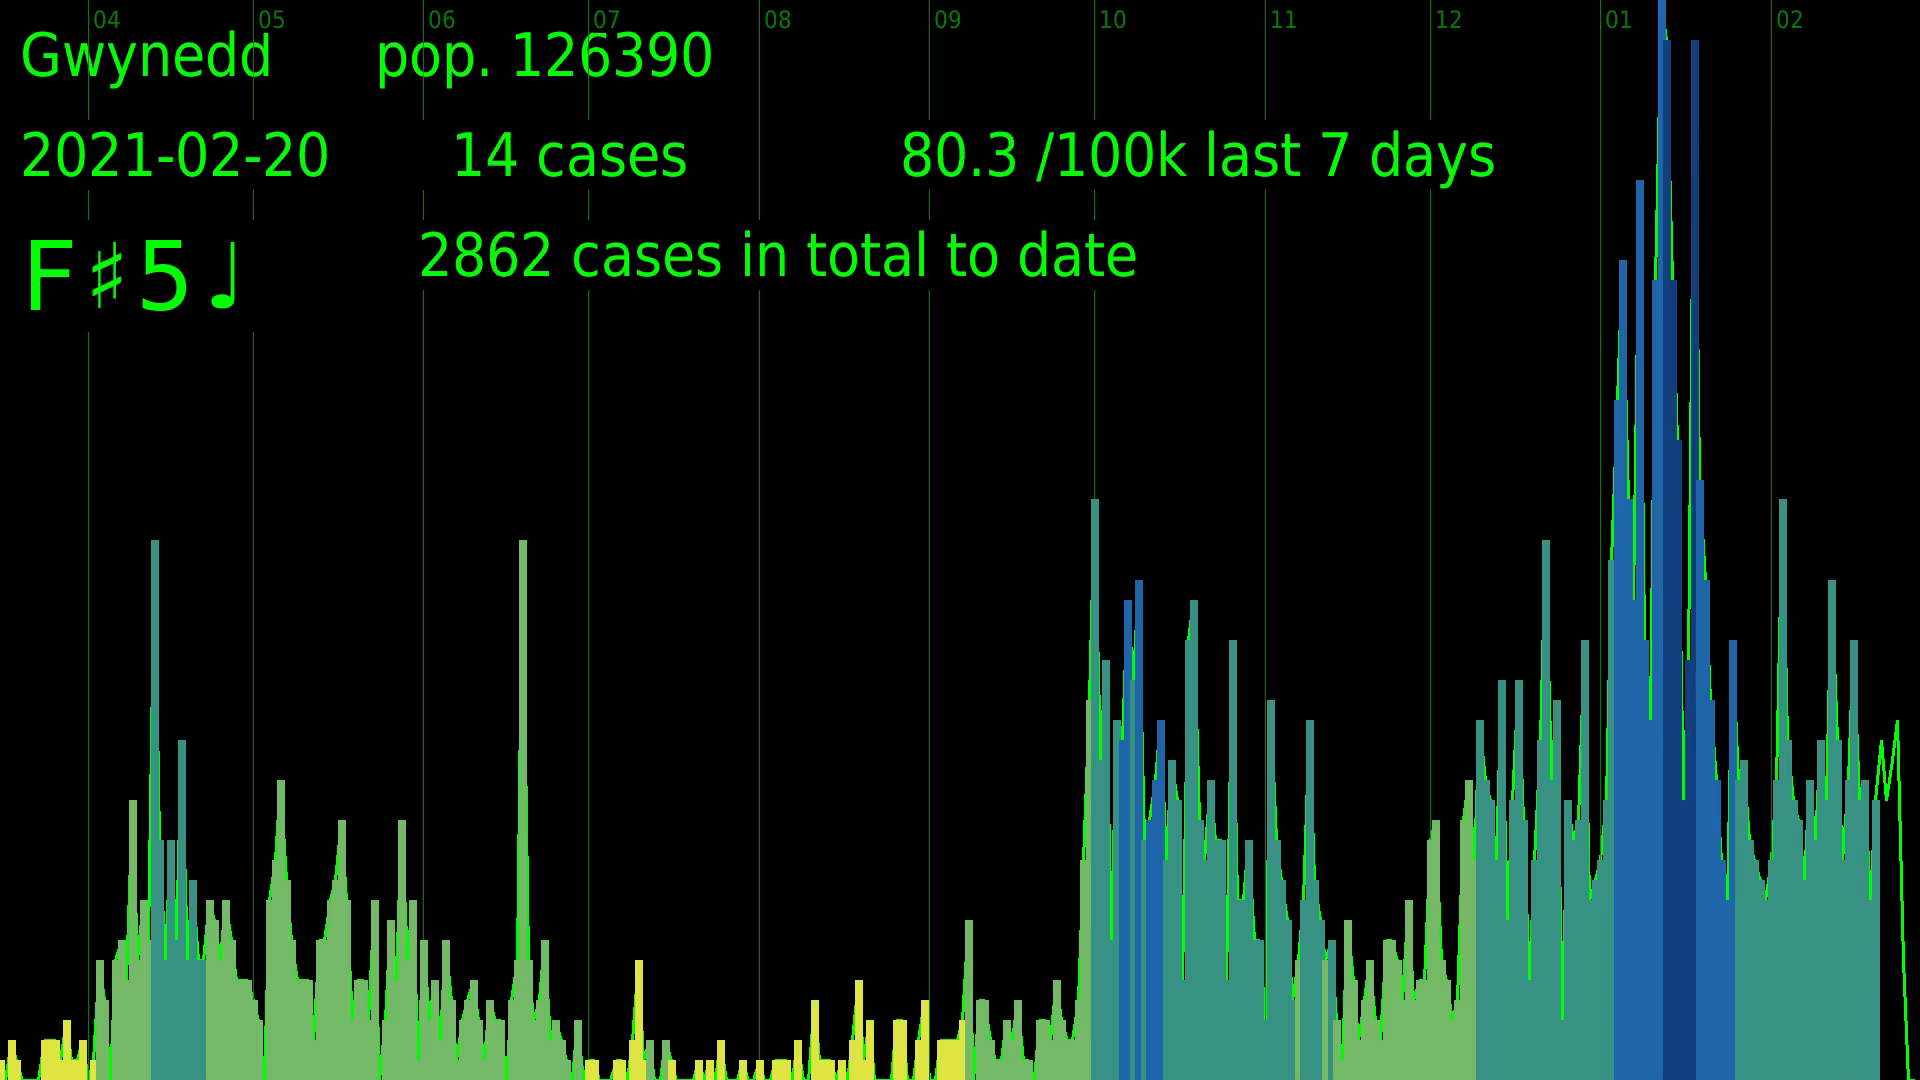 04 05 06 07 08 09 10 11 12 01 02
Gwynedd pop. 126390
2021-02-20 14 cases 80.3 /100k last 7 days
F♯5♩ 2862 cases in total to date